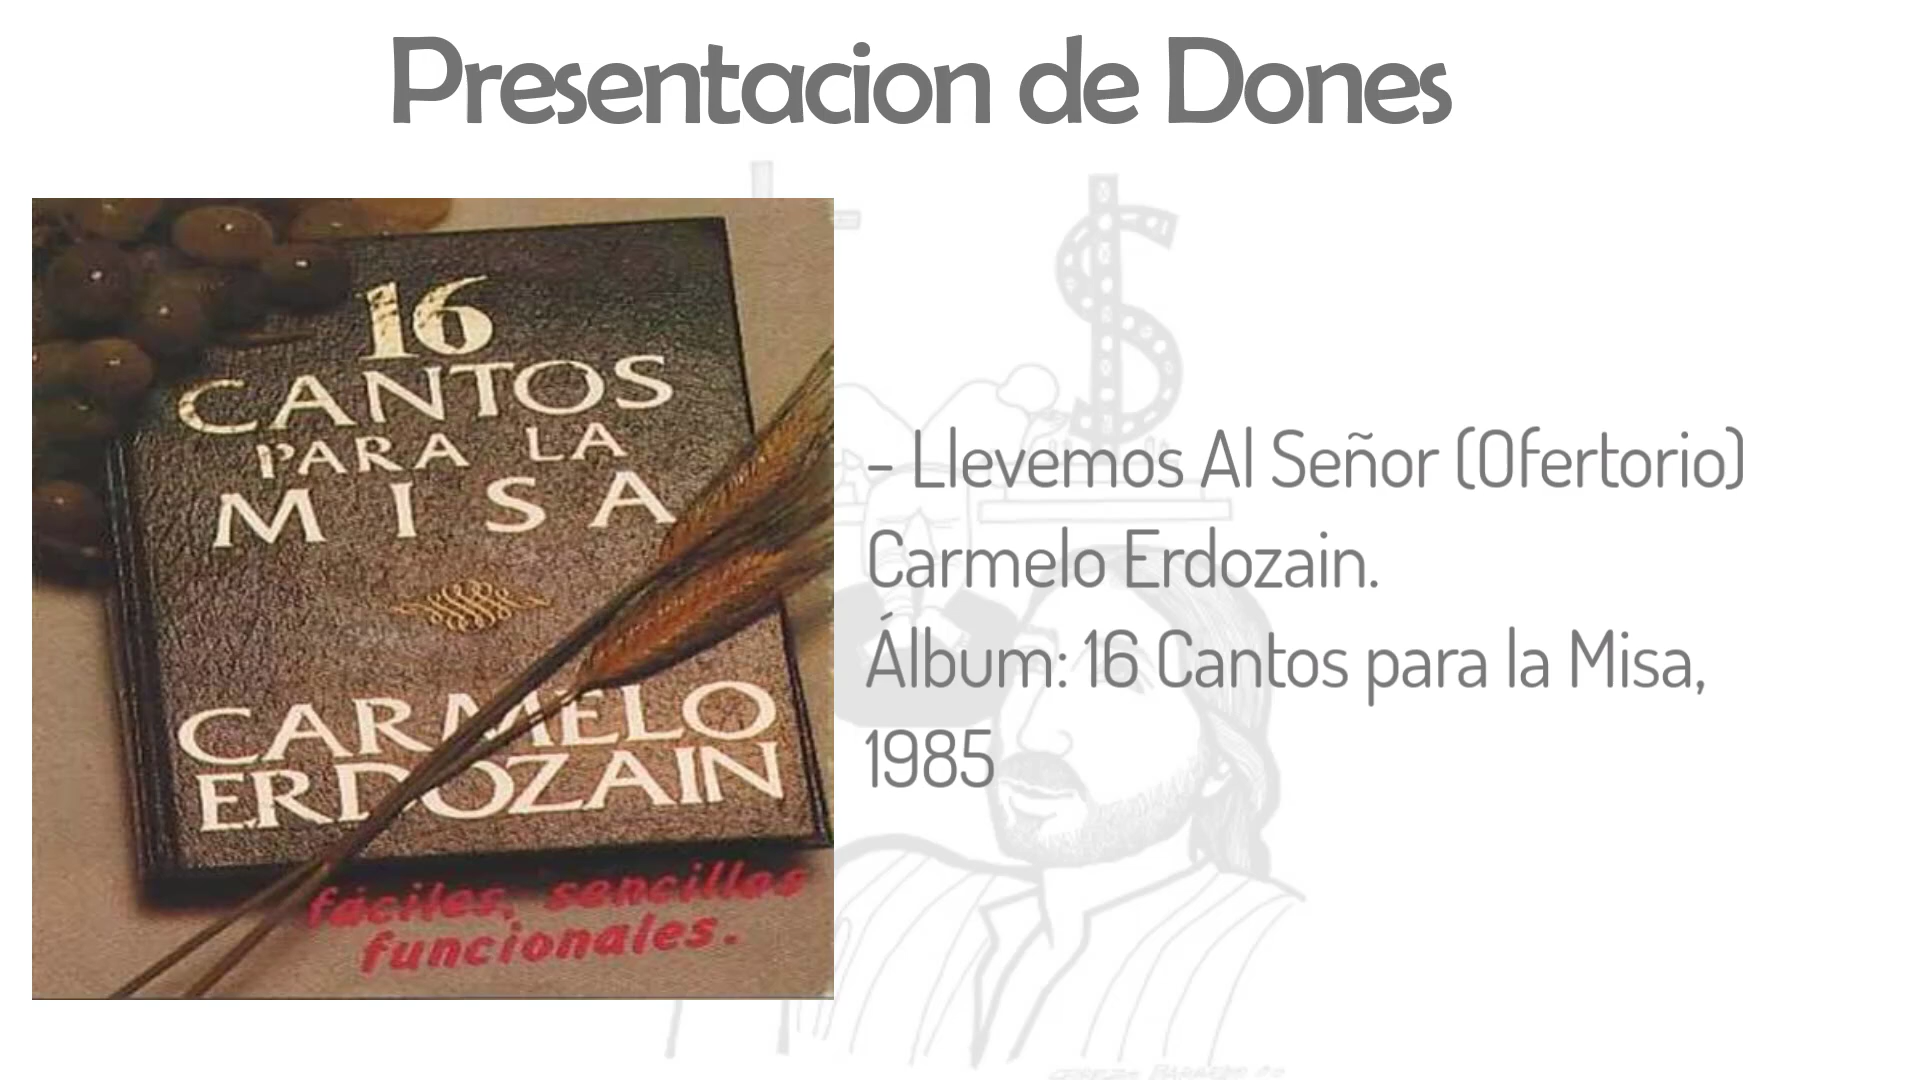 Presentacion de Dones
16
CANTOS
PARA LA
MISA
CARMELO
ERDOZAIN
fáciles, sencillos
funcionales.
- Llevemos Al Señor (Ofertorio)
Carmelo Erdozain.
Álbum: 16 Cantos para la Misa,
1985